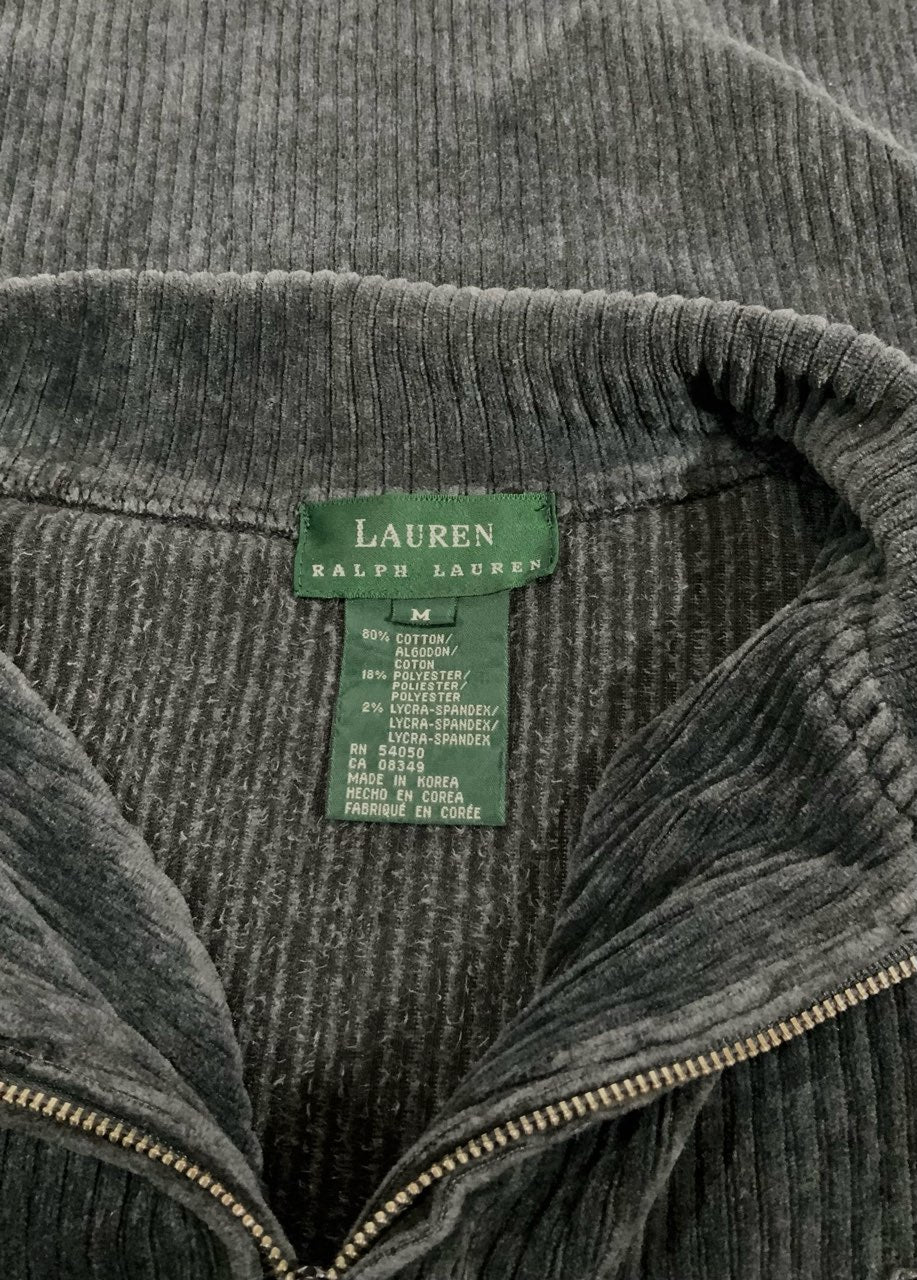 LAUREN
RALPH LAUREN
M
80% COTTON/
ALGODON/
COTON
18% POLYESTER/
POLIESTER/
POLYESTER
2% LYCRA-SPANDEX/
LYCRA-SPANDEX/
LYCRA-SPANDEX
RN 54050
CA 08349
MADE IN KOREA
HECHO EN COREA
FABRIQUÉ EN CORÉE